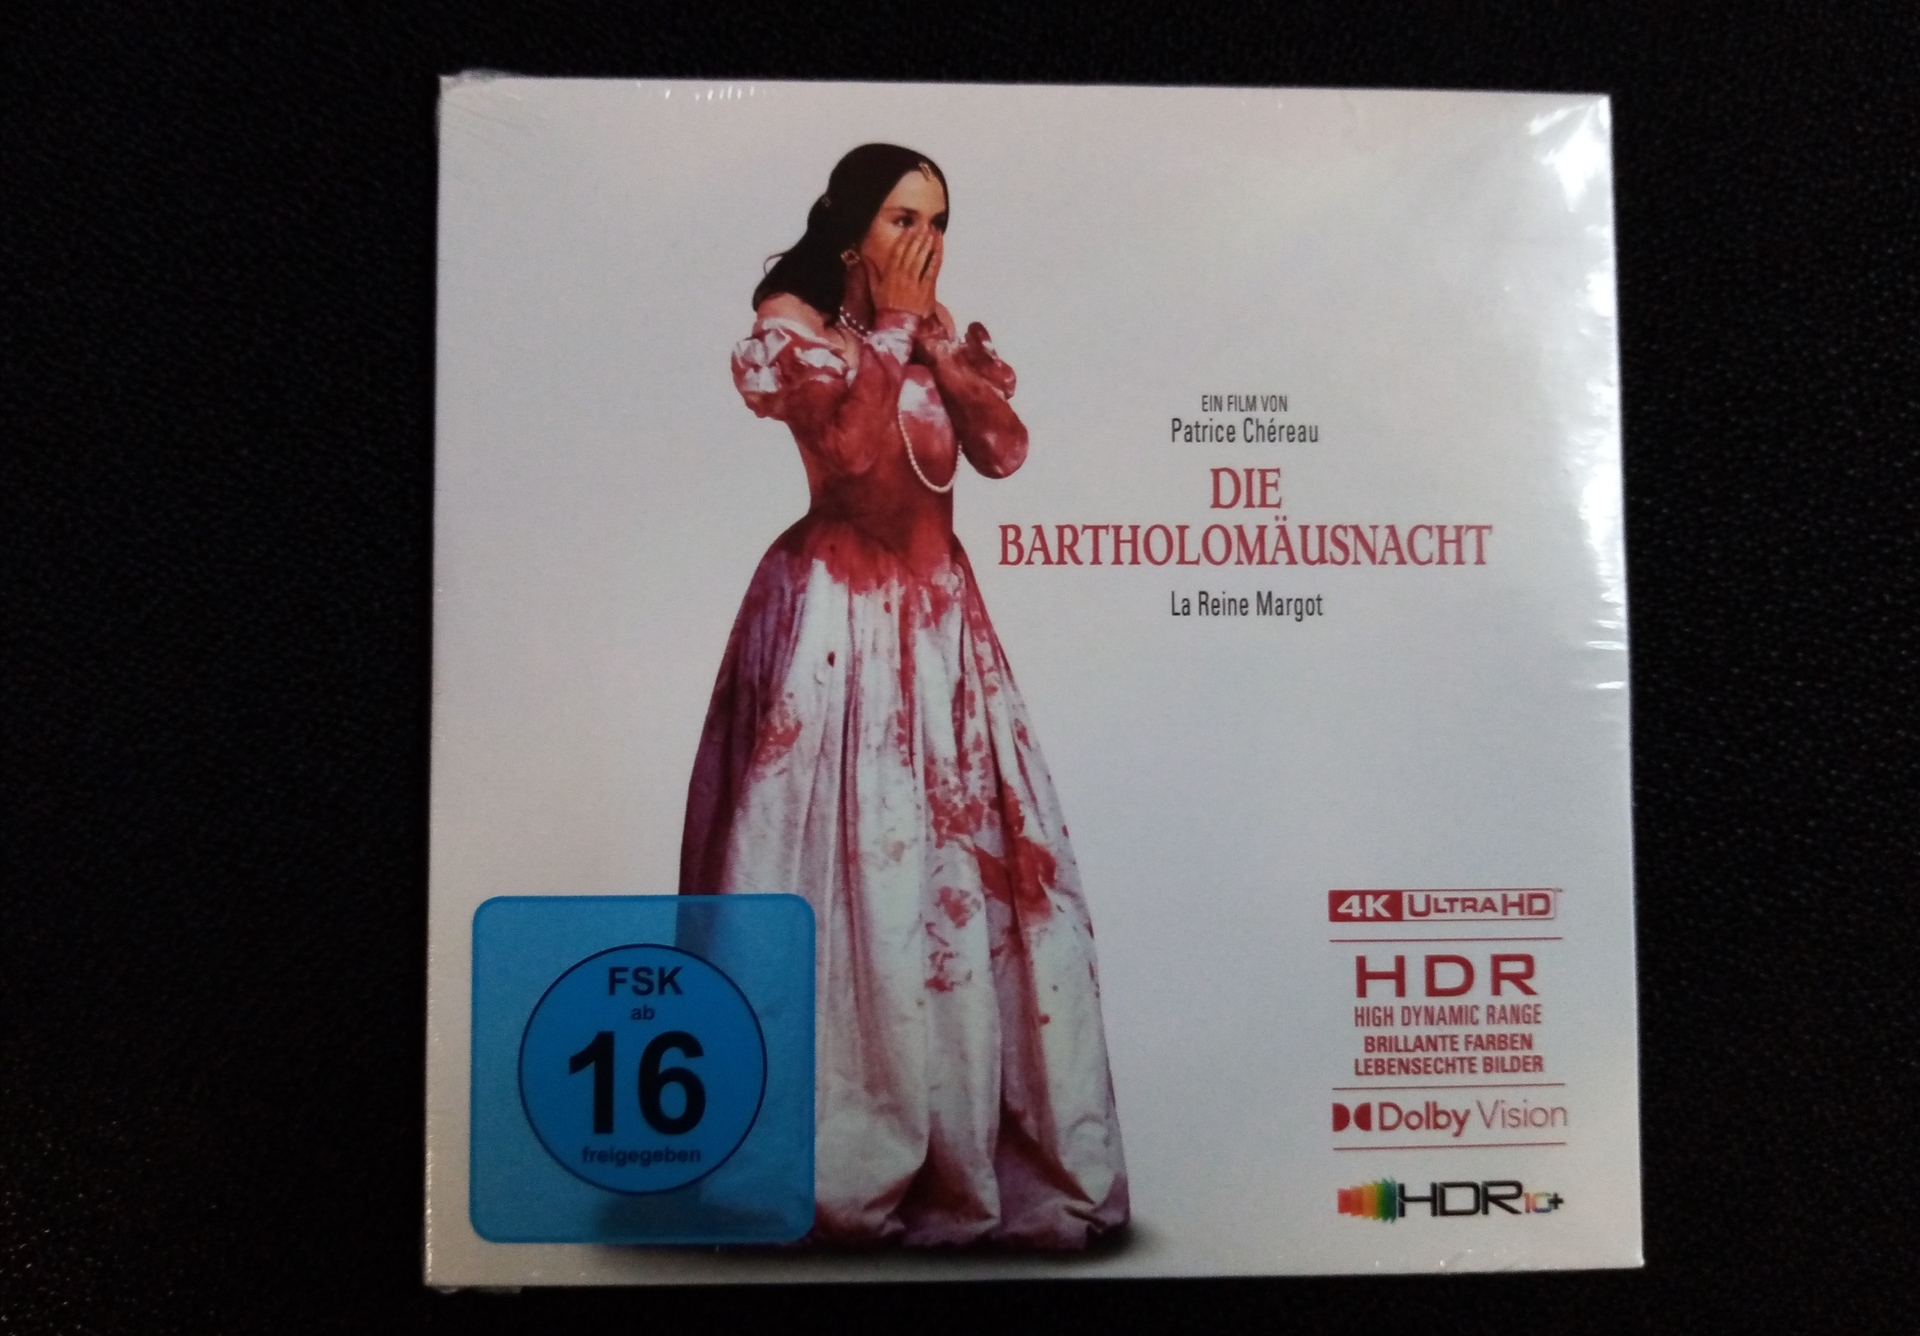 EIN FILM VON
Patrice Chéreau
DIE
BARTHOLOMÄUSNACHT
La Reine Margot
FSK
ab
16
freigegeben
4K ULTRA HD
HDR
HIGH DYNAMIC RANGE
BRILLANTE FARBEN
LEBENSECHTE BILDER
Dolby Vision
HDR10+